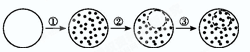 ① ② ③